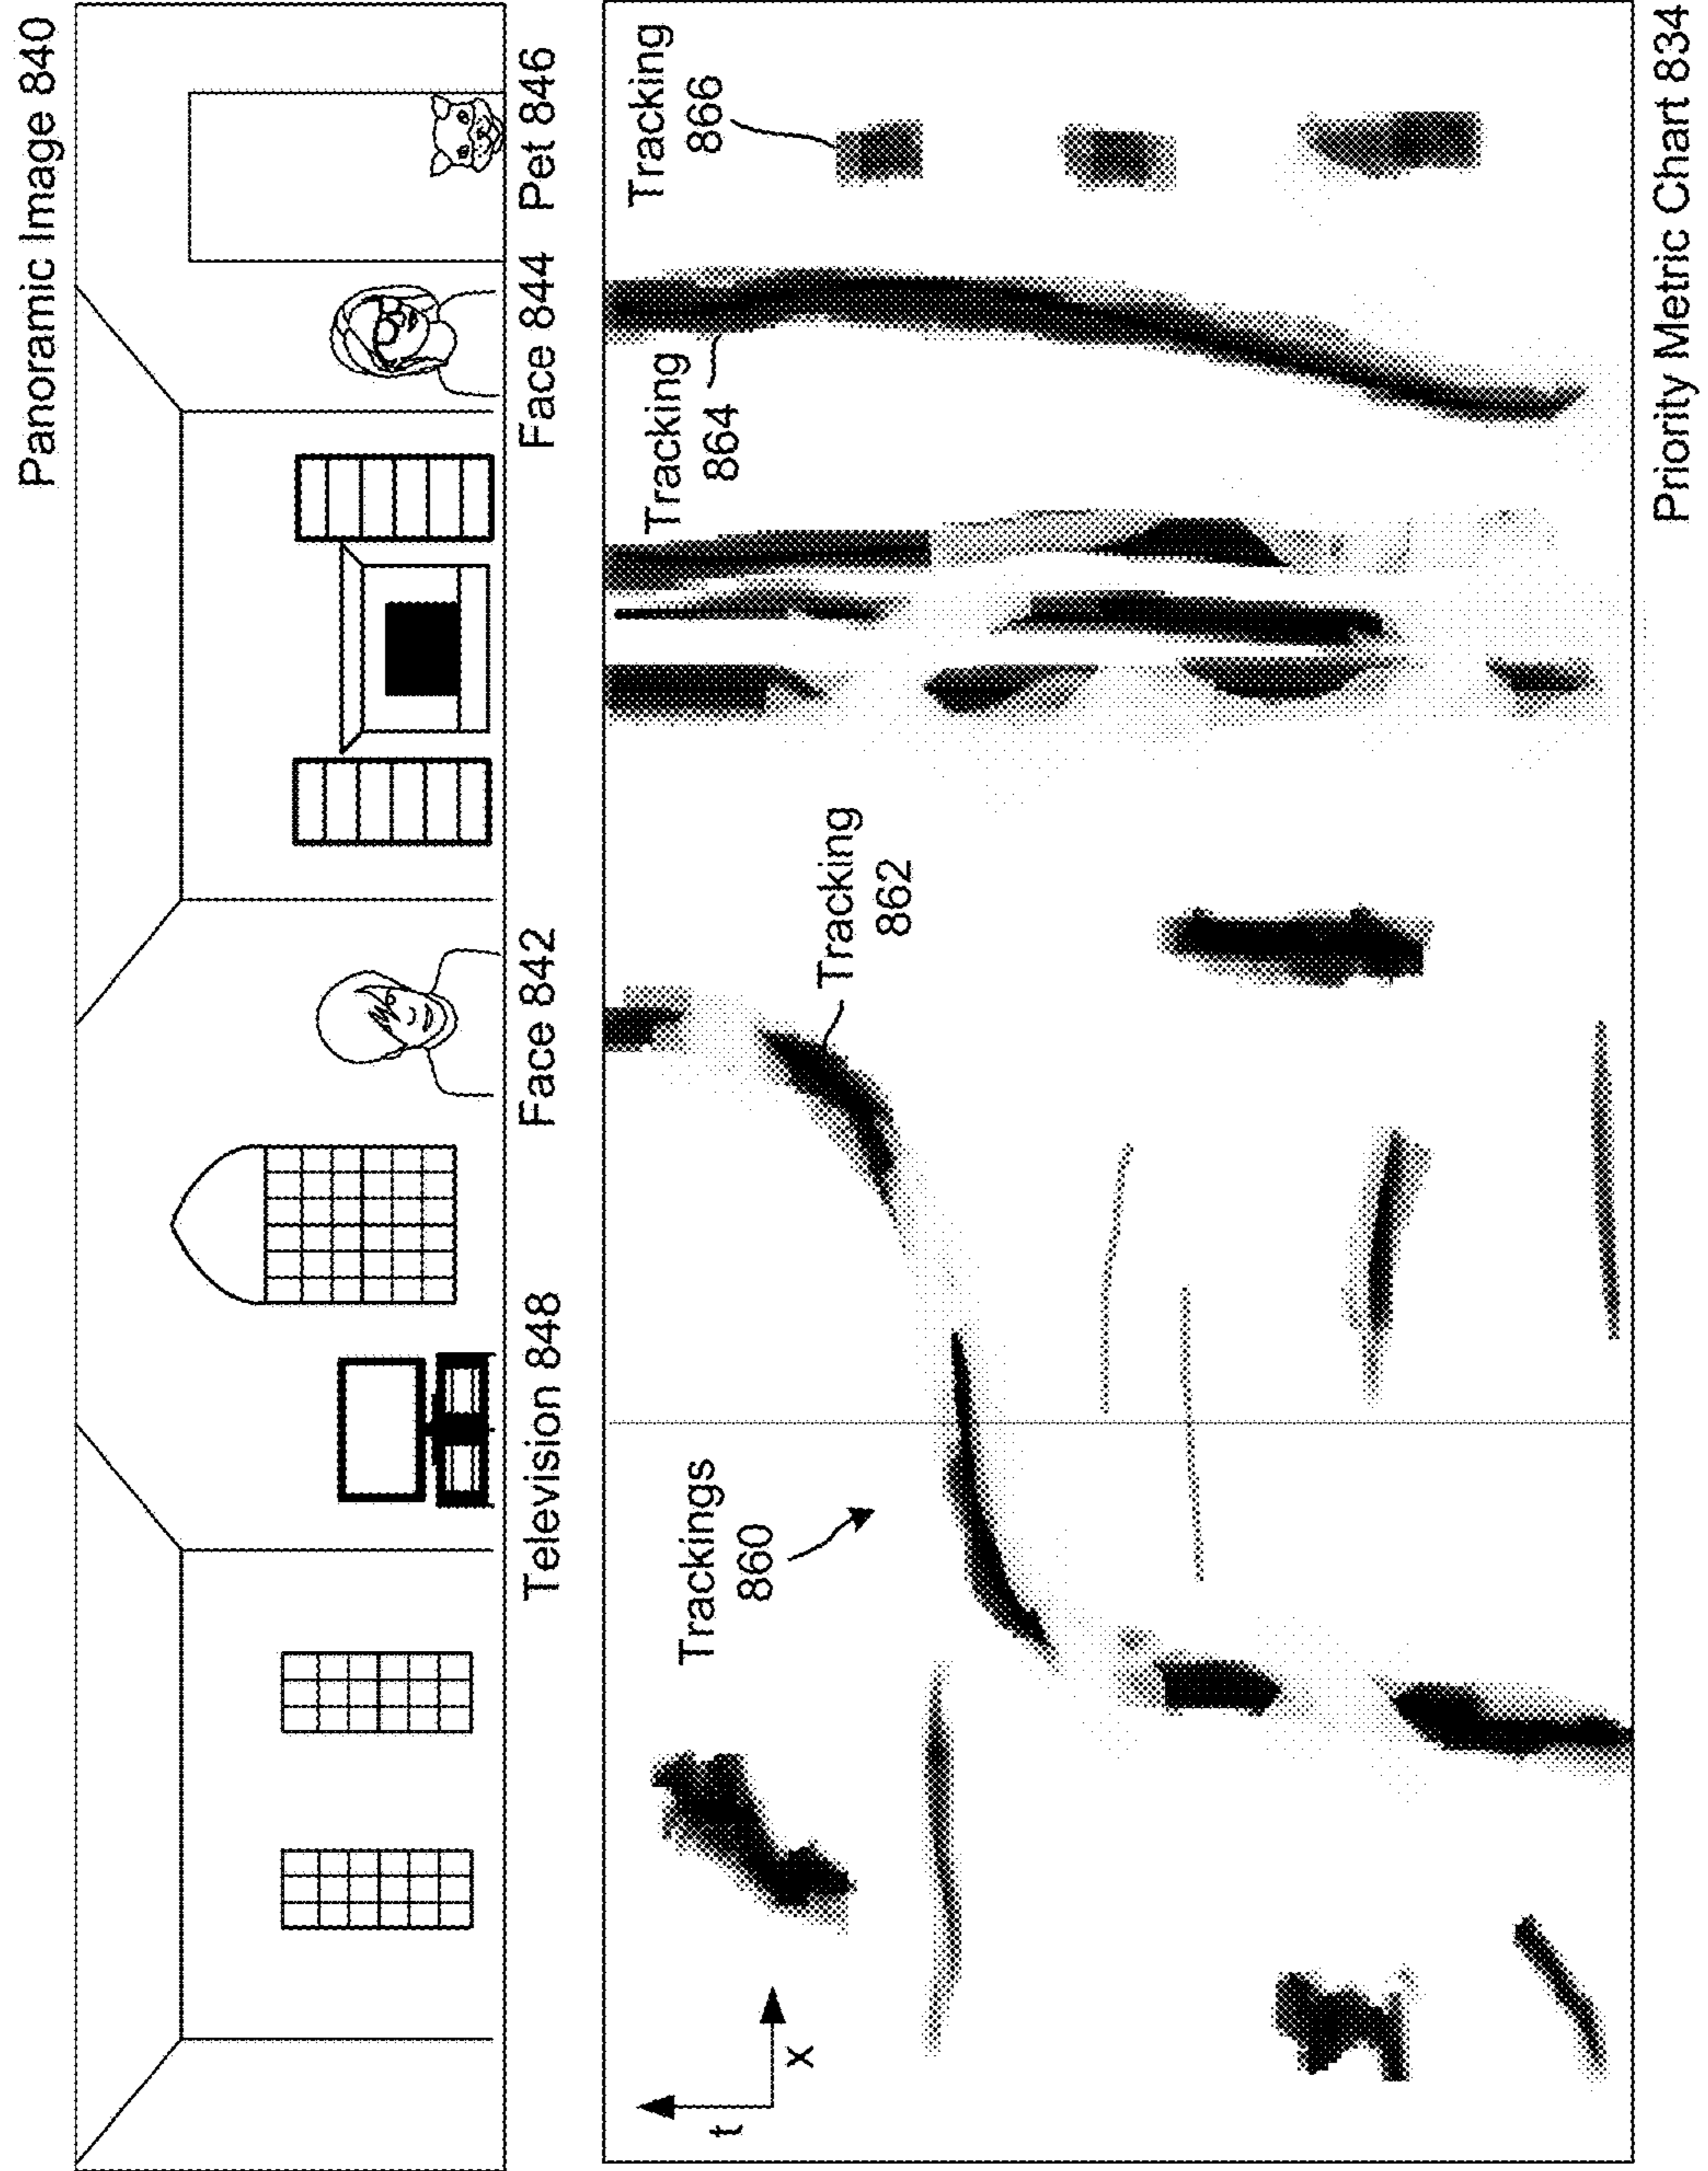 Panoramic Image 840
Television 848
Face 842
Face 844
Pet 846
Trackings
860
Tracking
862
Tracking
864
Tracking
866
t
x
Priority Metric Chart 834